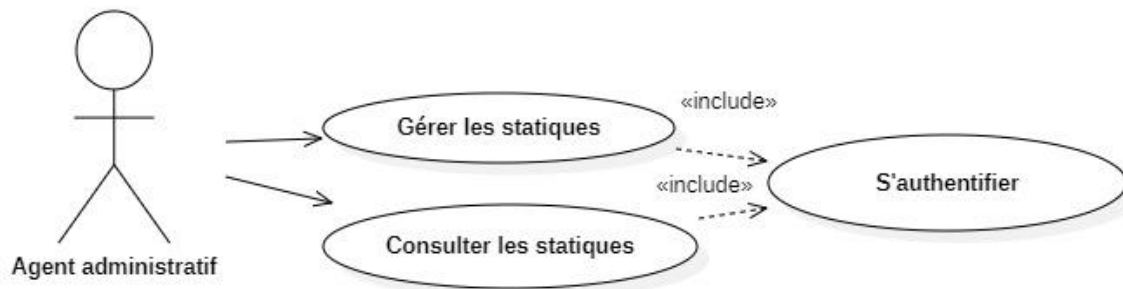 «include»
Gérer les statiques
S'authentifier
«include»
Consulter les statiques
Agent administratif